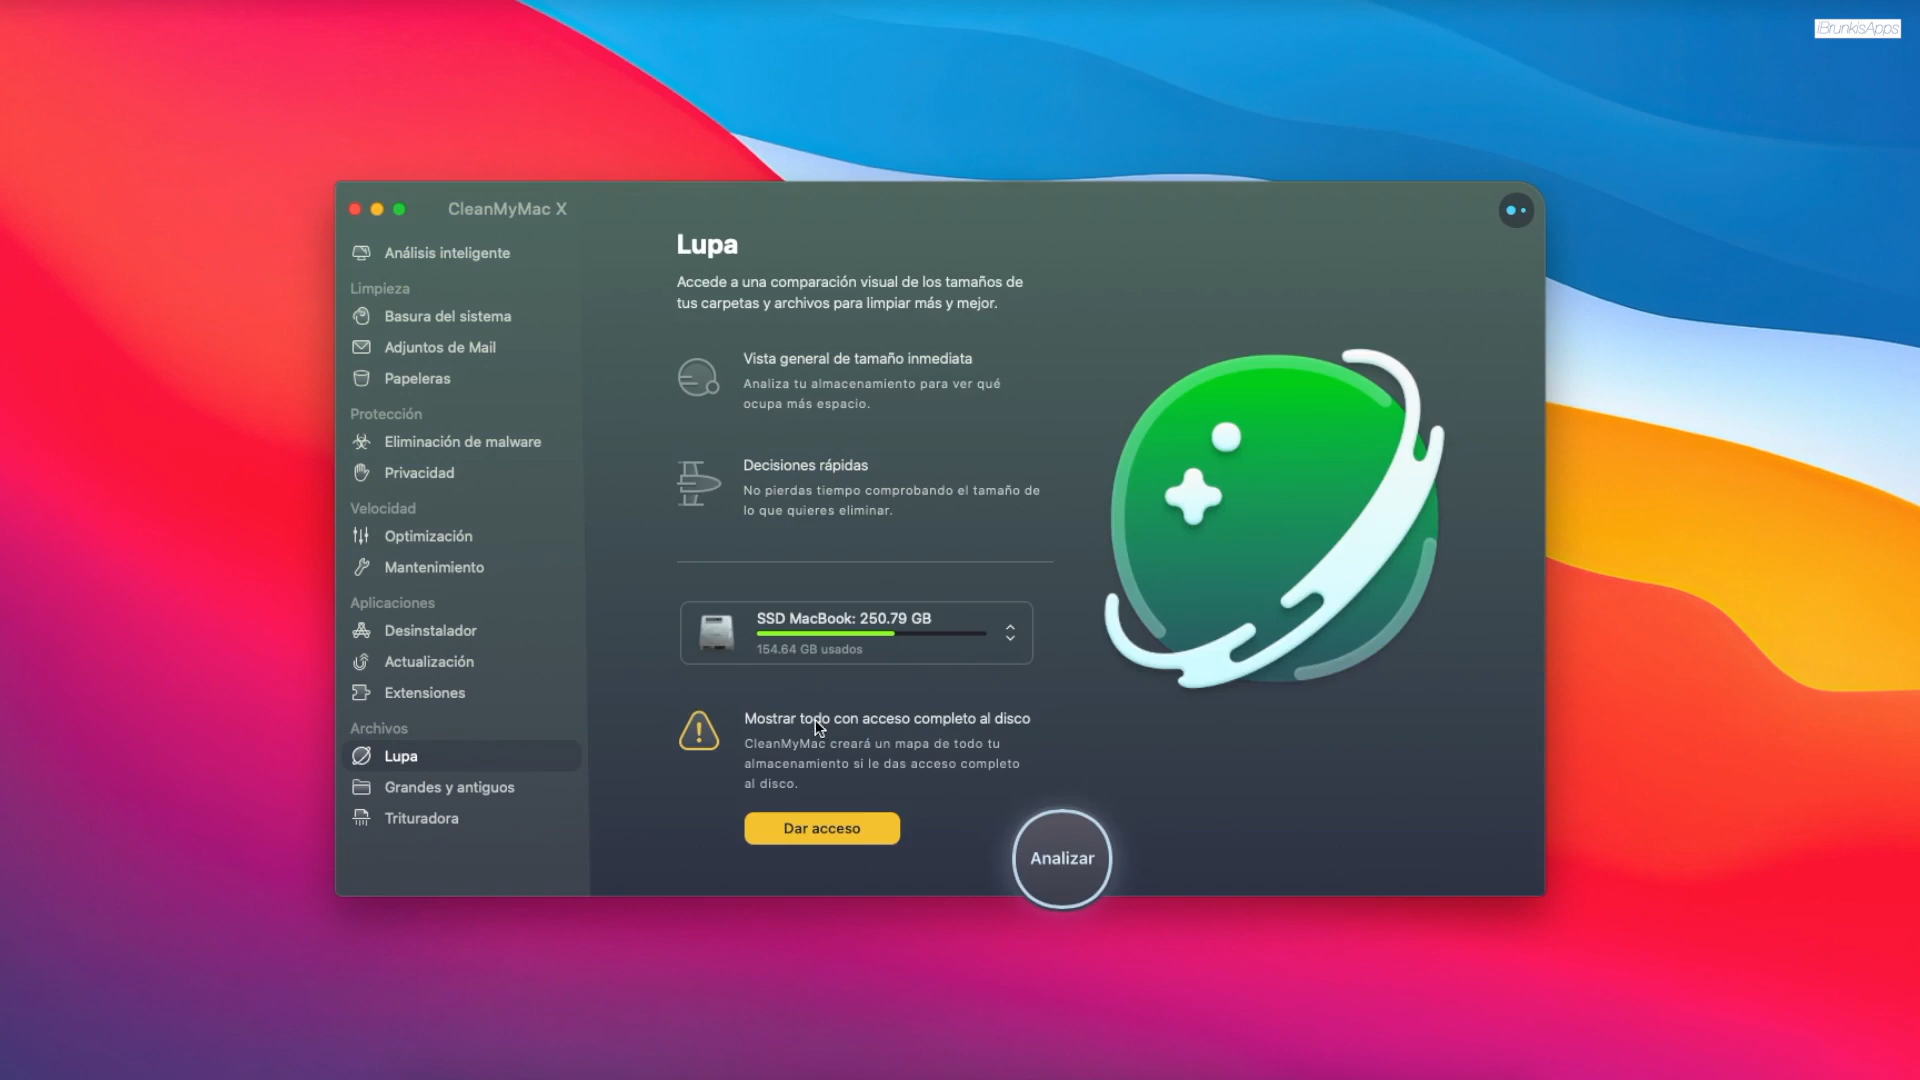 iBrunkisApps
CleanMyMac X
Análisis inteligente
Limpieza
Basura del sistema
Adjuntos de Mail
Papeleras
Protección
Eliminación de malware
Privacidad
Velocidad
Optimización
Mantenimiento
Aplicaciones
Desinstalador
Actualización
Extensiones
Archivos
Lupa
Grandes y antiguos
Trituradora
Lupa
Accede a una comparación visual de los tamaños de
tus carpetas y archivos para limpiar más y mejor.
Vista general de tamaño inmediata
Analiza tu almacenamiento para ver qué
ocupa más espacio.
Decisiones rápidas
No pierdas tiempo comprobando el tamaño de
lo que quieres eliminar.
SSD MacBook: 250.79 GB
154.64 GB usados
Mostrar todo con acceso completo al disco
CleanMyMac creará un mapa de todo tu
almacenamiento si le das acceso completo
al disco.
Dar acceso
Analizar